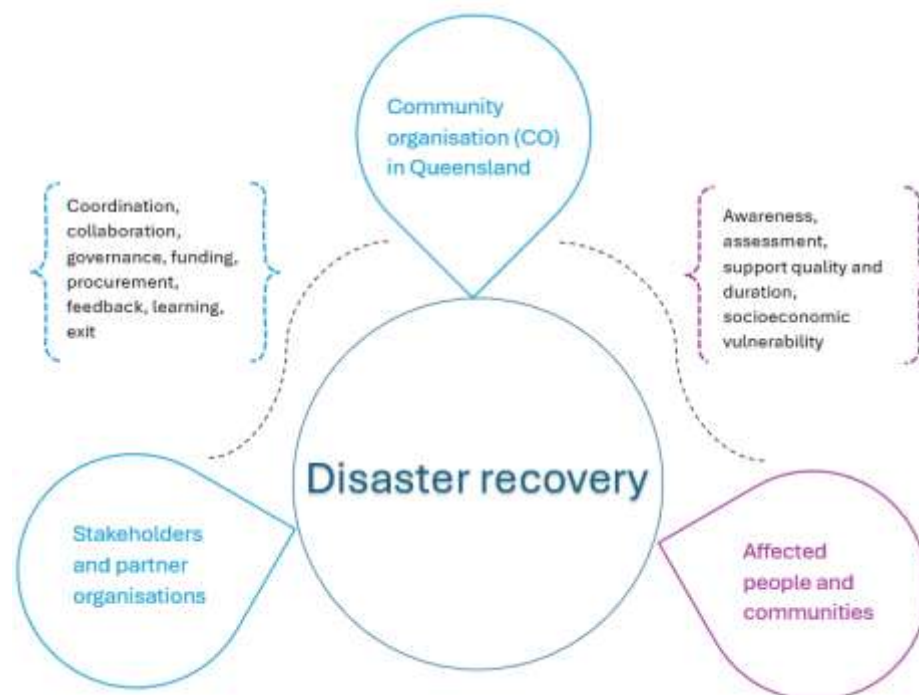 Community
organisation (CO)
in Queensland
Coordination,
collaboration,
governance, funding,
procurement,
feedback, learning,
exit
Awareness,
assessment,
support quality and
duration,
socioeconomic
vulnerability
Disaster recovery
Stakeholders
and partner
organisations
Affected
people and
communities